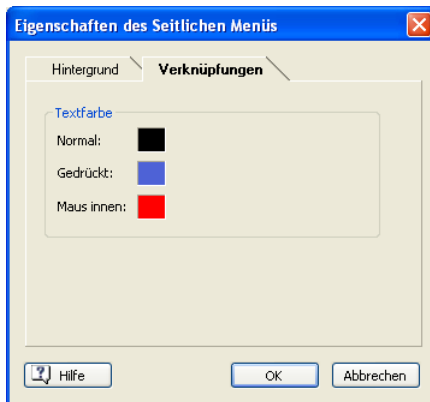 Eigenschaften des Seitlichen Menüs
Hintergrund Verknüpfungen
Textfarbe
Normal:
Gedrückt:
Maus innen:
Hilfe OK Abbrechen